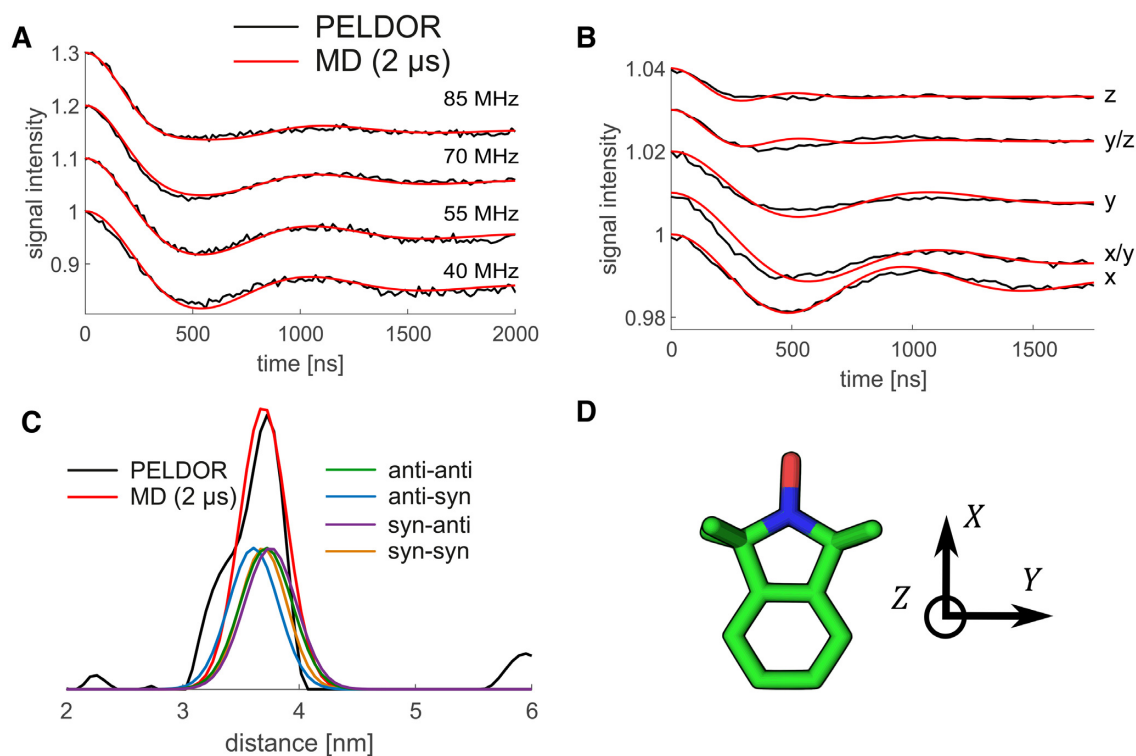 A
PELDOR
MD (2 µs)
1.3
1.2
1.1
1
0.9
signal intensity
85 MHz
70 MHz
55 MHz
40 MHz
0
500
1000
1500
2000
time [ns]
B
1.04
1.02
1
0.98
signal intensity
z
y/z
y
x/y
x
0
500
1000
1500
time [ns]
C
PELDOR
MD (2 µs)
anti-anti
anti-syn
syn-anti
syn-syn
2
3
4
5
6
distance [nm]
D
X
Y
Z